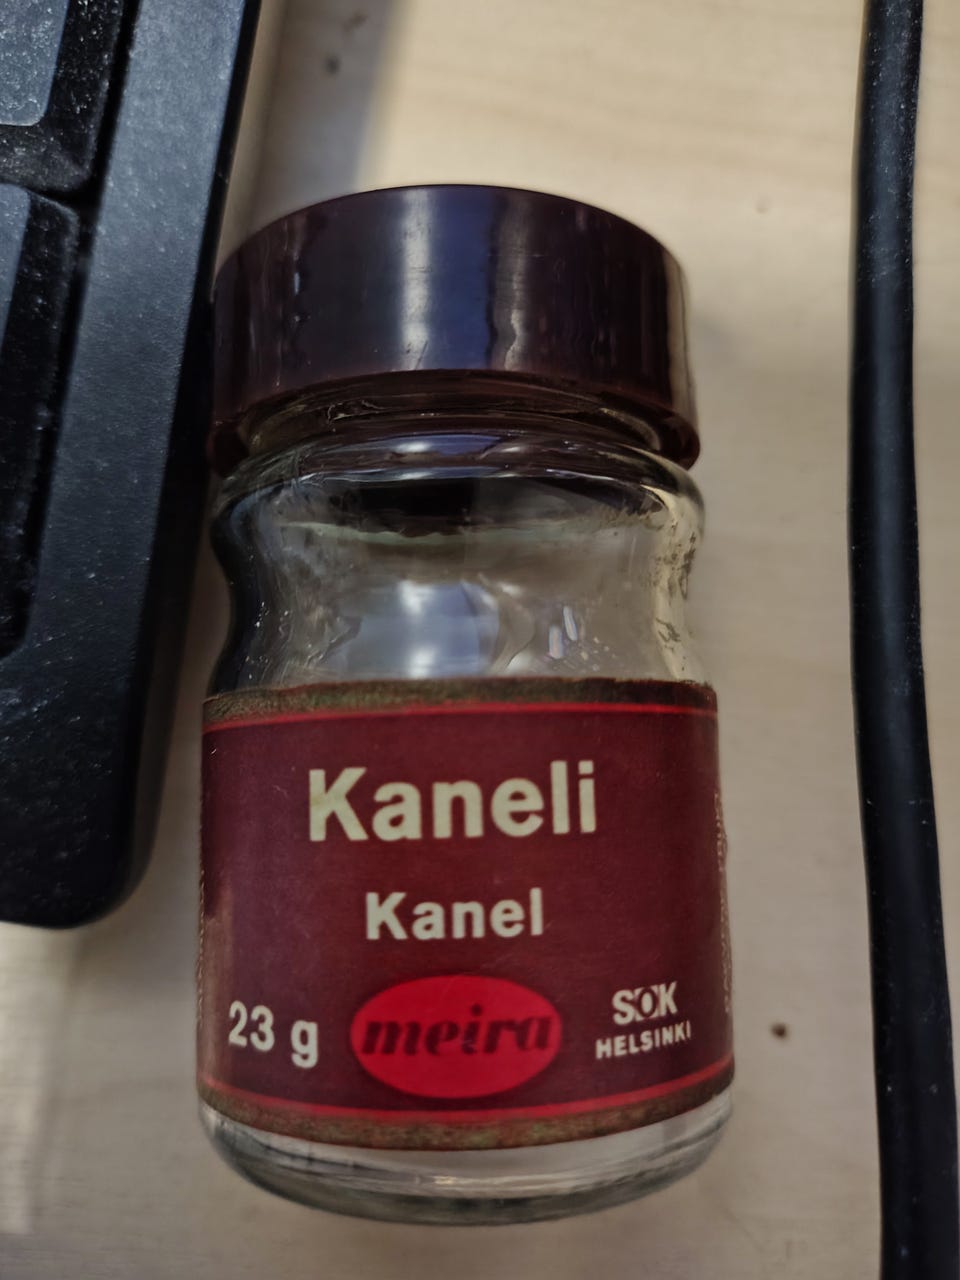 Kaneli
Kanel
23 g
meira
SOK
HELSINKI